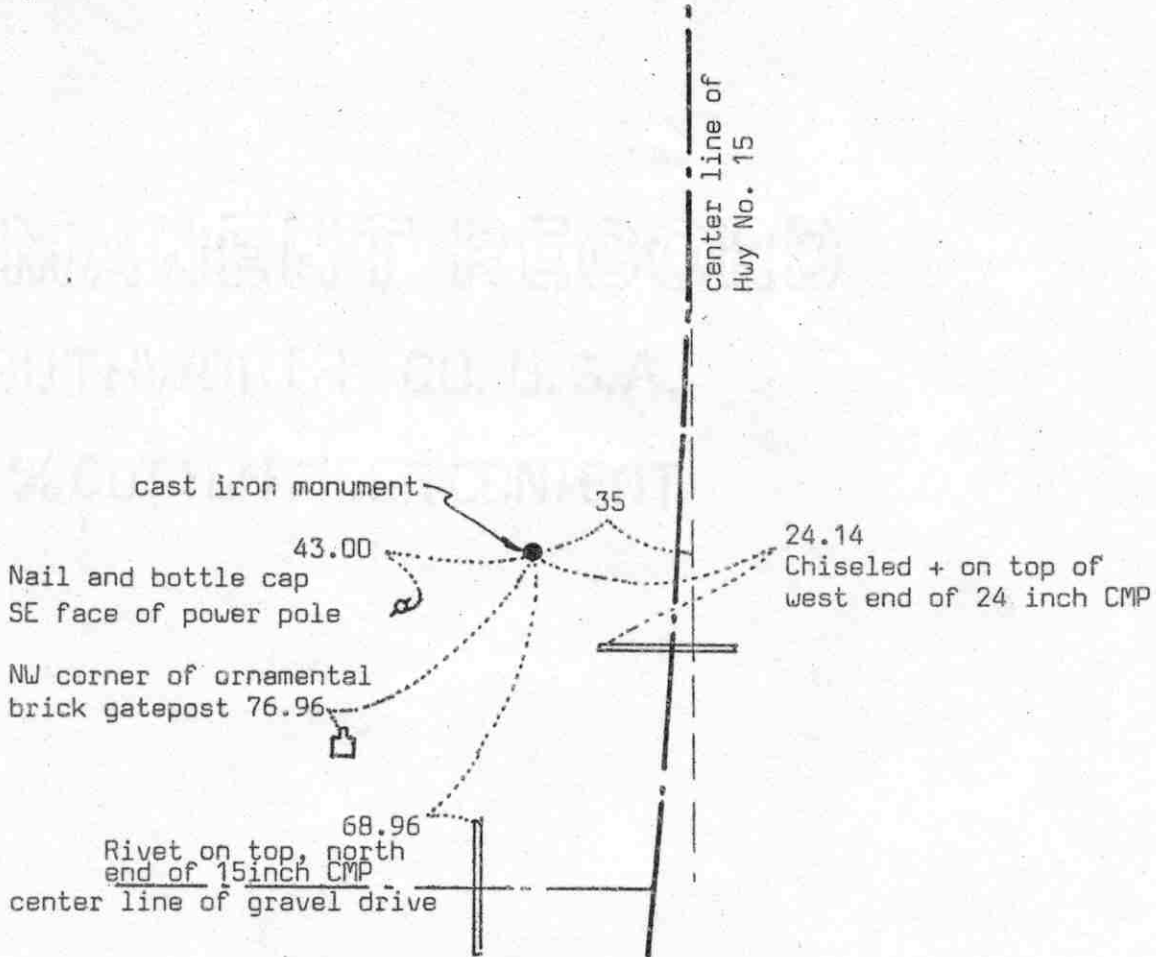 center line of
Hwy No. 15
cast iron monument
35
43.00
Nail and bottle cap
SE face of power pole
24.14
Chiseled + on top of
west end of 24 inch CMP
NW corner of ornamental
brick gatepost 76.96
68.96
Rivet on top, north
end of 15inch CMP
center line of gravel drive
CO. U.S.A.